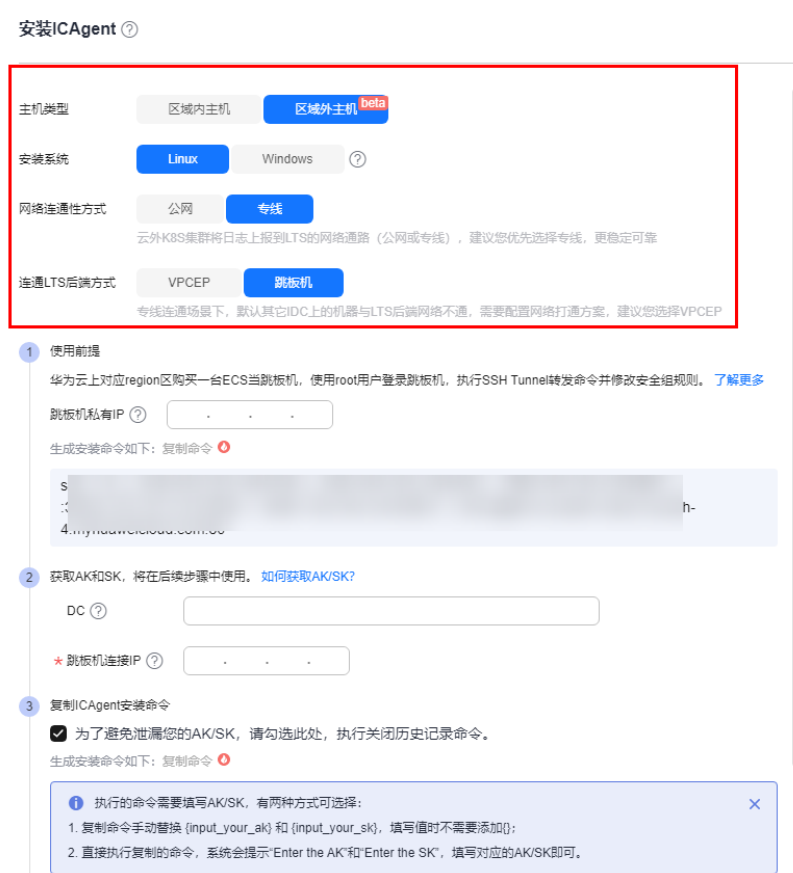 安装ICAgent ?
主机类型 区域内主机 区域外主机 beta
安装系统 Linux Windows ?
网络连通性方式 公网 专线
云外K8S集群将日志上报到LTS的网络通路（公网或专线），建议您优先选择专线，更稳定可靠
连通LTS后端方式 VPCEP 跳板机
专线连通场景下，默认其它IDC上的机器与LTS后端网络不通，需要配置网络打通方案，建议您选择VPCEP
1 使用前提
华为云上对应region区购买一台ECS当跳板机，使用root用户登录跳板机，执行SSH Tunnel转发命令并修改安全组规则。 了解更多
跳板机私有IP ? . . .
生成安装命令如下：复制命令
s
h-
2 获取AK和SK，将在后续步骤中使用。 如何获取AK/SK?
DC ?
* 跳板机连接IP ? . . .
3 复制ICAgent安装命令
为了避免泄漏您的AK/SK，请勾选此处，执行关闭历史记录命令。
生成安装命令如下：复制命令
执行的命令需要填写AK/SK，有两种方式可选择：
1. 复制命令手动替换 {input_your_ak} 和 {input_your_sk}，填写值时不需要添加{}；
2. 直接执行复制的命令，系统会提示“Enter the AK”和“Enter the SK”，填写对应的AK/SK即可。